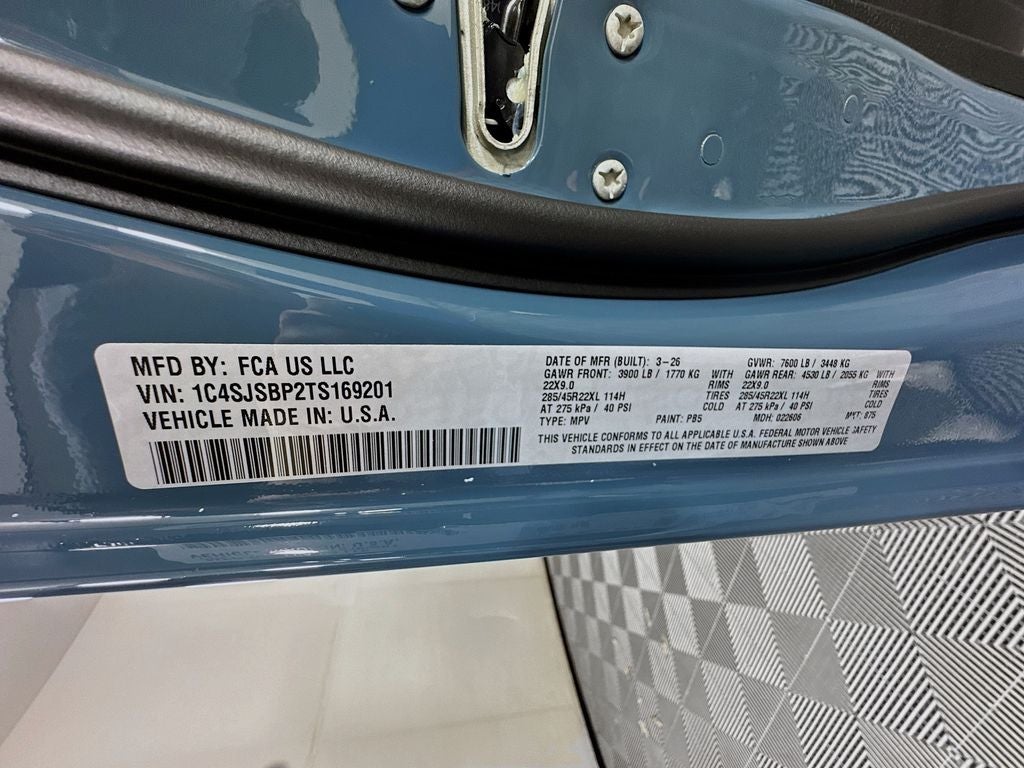 MFD BY: FCA US LLC
VIN: 1C4SJSBP2TS169201
VEHICLE MADE IN: U.S.A.
DATE OF MFR (BUILT): 3-26 GVWR: 7600 LB / 3448 KG
GAWR FRONT: 3900 LB / 1770 KG WITH GAWR REAR: 4530 LB / 2055 KG WITH
22X9.0 RIMS 22X9.0 RIMS
285/45R22XL 114H TIRES 285/45R22XL 114H TIRES
AT 275 kPa / 40 PSI COLD AT 275 kPa / 40 PSI COLD
TYPE: MPV PAINT: PB5 MDH: 022606 MKT: 875
THIS VEHICLE CONFORMS TO ALL APPLICABLE U.S.A. FEDERAL MOTOR VEHICLE SAFETY
STANDARDS IN EFFECT ON THE DATE OF MANUFACTURE SHOWN ABOVE